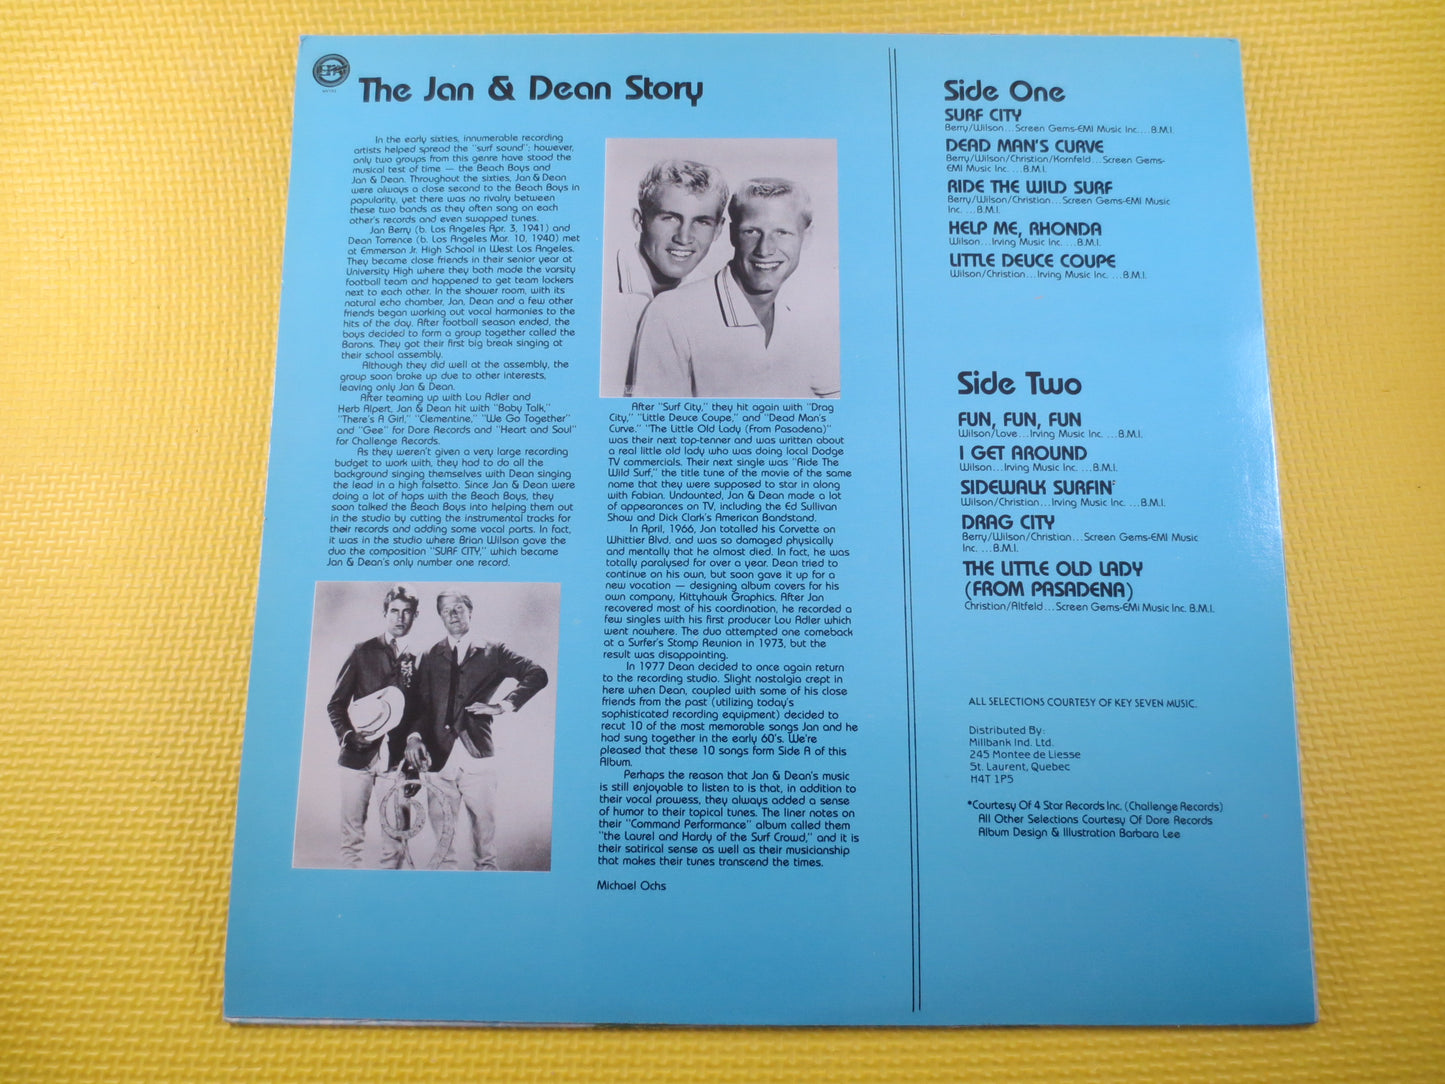 The Jan & Dean Story
In the early sixties, innumerable recording
artists helped spread the "surf sound"; however,
only two groups from this genre have stood the
musical test of time — the Beach Boys and
Jan & Dean. Throughout the sixties, Jan & Dean
were always a close second to the Beach Boys in
popularity, yet there was no rivalry between
these two bands as they often sang on each
other's records and even swapped tunes.
Jan Berry (b. Los Angeles Apr. 3, 1941) and
Dean Torrence (b. Los Angeles Mar. 10, 1940) met
at Emmerson Jr. High School in West Los Angeles.
They became close friends in their senior year at
University High where they both made the varsity
football team and happened to get team lockers
next to each other. In the shower room, with its
natural echo chamber, Jan, Dean and a few other
friends began working out vocal harmonies to the
hits of the day. After football season ended, the
boys decided to form a group together called the
Barons. They got their first big break singing at
their school assembly.
Although they did well at the assembly, the
group soon broke up due to other interests,
leaving only Jan & Dean.
After teaming up with Lou Adler and
Herb Alpert, Jan & Dean hit with "Baby Talk,"
"There's A Girl," "Clementine," "We Go Together"
and "Gee" for Dore Records and "Heart and Soul"
for Challenge Records.
As they weren't given a very large recording
budget to work with, they had to do all the
background singing themselves with Dean singing
the lead in a high falsetto. Since Jan & Dean were
doing a lot of hops with the Beach Boys, they
soon talked the Beach Boys into helping them out
in the studio by cutting the instrumental tracks for
their records and adding some vocal parts. In fact,
it was in the studio where Brian Wilson gave the
duo the composition "SURF CITY," which became
Jan & Dean's only number one record.
After "Surf City," they hit again with "Drag
City," "Little Deuce Coupe," and "Dead Man's
Curve." "The Little Old Lady (From Pasadena)"
was their next top-tenner and was written about
a real little old lady who was doing local Dodge
TV commercials. Their next single was "Ride The
Wild Surf," the title tune of the movie of the same
name that they were supposed to star in along
with Fabian. Undaunted, Jan & Dean made a lot
of appearances on TV, including the Ed Sullivan
Show and Dick Clark's American Bandstand.
In April, 1966, Jan totalled his Corvette on
Whittier Blvd. and was so damaged physically
and mentally that he almost died. In fact, he was
totally paralysed for over a year. Dean tried to
continue on his own, but soon gave it up for a
new vocation — designing album covers for his
own company, Kittyhawk Graphics. After Jan
recovered most of his coordination, he recorded a
few singles with his first producer Lou Adler which
went nowhere. The duo attempted one comeback
at a Surfer's Stomp Reunion in 1973, but the
result was disappointing.
In 1977 Dean decided to once again return
to the recording studio. Slight nostalgia crept in
here when Dean, coupled with some of his close
friends from the past (utilizing today's
sophisticated recording equipment) decided to
recut 10 of the most memorable songs Jan and he
had sung together in the early 60's. We're
pleased that these 10 songs form Side A of this
Album.
Perhaps the reason that Jan & Dean's music
is still enjoyable to listen to is that, in addition to
their vocal prowess, they always added a sense
of humor to their topical tunes. The liner notes on
their "Command Performance" album called them
"the Laurel and Hardy of the Surf Crowd," and it is
their satirical sense as well as their musicianship
that makes their tunes transcend the times.
Michael Ochs
Side One
SURF CITY
Berry/Wilson...Screen Gems-EMI Music Inc....B.M.I.
DEAD MAN'S CURVE
Berry/Wilson/Christian/Kornfeld...Screen Gems-
EMI Music Inc. ...B.M.I.
RIDE THE WILD SURF
Berry/Wilson/Christian...Screen Gems-EMI Music
Inc. ...B.M.I.
HELP ME, RHONDA
Wilson...Irving Music Inc. ...B.M.I.
LITTLE DEUCE COUPE
Wilson/Christian...Irving Music Inc. ...B.M.I.
Side Two
FUN, FUN, FUN
Wilson/Love...Irving Music Inc. ...B.M.I.
I GET AROUND
Wilson...Irving Music Inc. ...B.M.I.
SIDEWALK SURFIN'
Wilson/Christian...Irving Music Inc. ...B.M.I.
DRAG CITY
Berry/Wilson/Christian...Screen Gems-EMI Music
Inc. ...B.M.I.
THE LITTLE OLD LADY
(FROM PASADENA)
Christian/Altfeld...Screen Gems-EMI Music Inc. B.M.I.
ALL SELECTIONS COURTESY OF KEY SEVEN MUSIC.
Distributed By:
Millbank Ind. Ltd.
245 Montee de Liesse
St. Laurent, Quebec
H4T 1P5
*Courtesy Of 4 Star Records Inc. (Challenge Records)
All Other Selections Courtesy Of Dore Records
Album Design & Illustration Barbara Lee